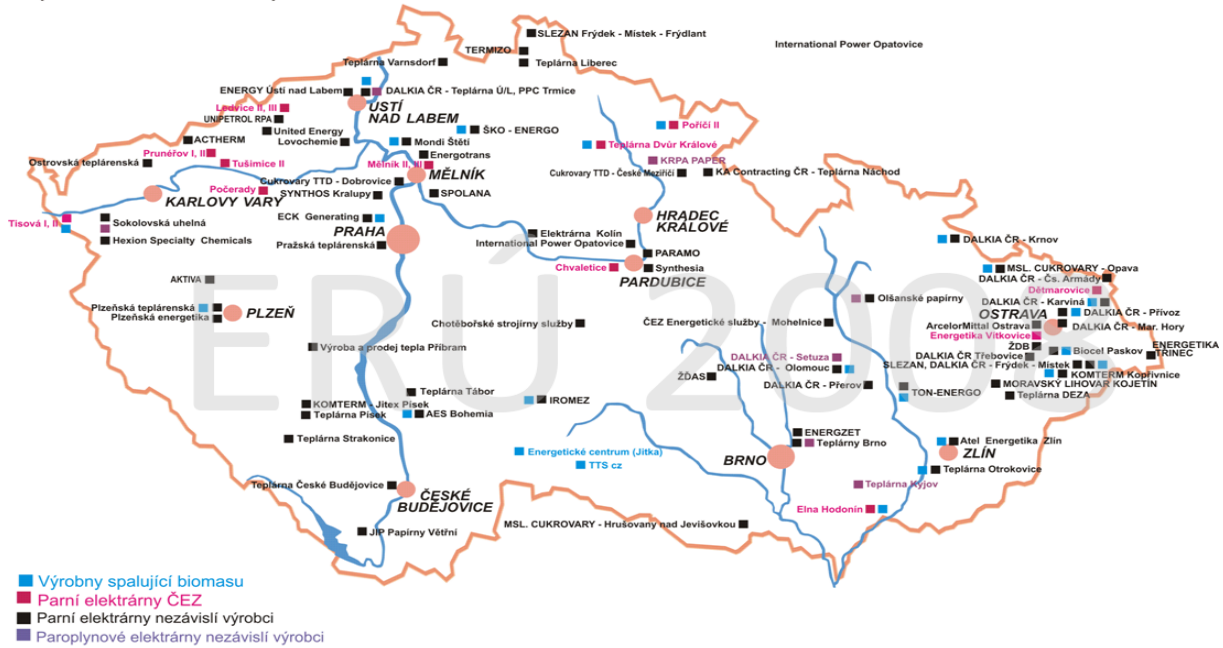 SLEZAN Frýdek - Místek - Frýdlant
International Power Opatovice
TERMIZO
Teplárna Varnsdorf
Teplárna Liberec
ENERGY Ústí nad Labem
DALKIA ČR - Teplárna Ú/L, PPC Trmice
Ledvice II, III
ÚSTÍ
NAD LABEM
UNIPETROL RPA
United Energy
Lovochemie
ŠKO - ENERGO
Poříčí II
ACTHERM
Mondi Štětí
Teplárna Dvůr Králové
Prunéřov I, II
Energotrans
KRPA PAPER
Ostrovská teplárenská
Tušimice II
Mělník II, III
MĚLNÍK
Cukrovary TTD - České Meziříčí
KA Contracting ČR - Teplárna Náchod
Cukrovary TTD - Dobrovice
Počerady
SYNTHOS Kralupy
SPOLANA
KARLOVY VARY
Tisová I, II
Sokolovská uhelná
Hexion Specialty Chemicals
ECK Generating
PRAHA
Pražská teplárenská
HRADEC
KRÁLOVÉ
Elektrárna Kolín
International Power Opatovice
PARAMO
Chvaletice
Synthesia
PARDUBICE
DALKIA ČR - Krnov
MSL. CUKROVARY - Opava
DALKIA ČR - Čs. Armády
AKTIVA
Dětmarovice
Olšanské papírny
DALKIA ČR - Karviná
Plzeňská teplárenská
Plzeňská energetika
PLZEŇ
OSTRAVA
DALKIA ČR - Přívoz
Chotěbořské strojírny služby
ČEZ Energetické služby - Mohelnice
ArcelorMittal Ostrava
DALKIA ČR - Mar. Hory
Energetika Vítkovice
Výroba a prodej tepla Příbram
ŽDB
Biocel Paskov
ENERGETIKA
TŘINEC
DALKIA ČR - Setuza
DALKIA ČR Třebovice
DALKIA ČR - Olomouc
SLEZAN, DALKIA ČR - Frýdek - Místek
ŽĎAS
KOMTERM Kopřivnice
DALKIA ČR - Přerov
MORAVSKÝ LIHOVAR KOJETÍN
Teplárna Tábor
TON-ENERGO
Teplárna DEZA
KOMTERM - Jitex Písek
IROMEZ
Teplárna Písek
AES Bohemia
Teplárna Strakonice
ENERGZET
Teplárny Brno
Atel Energetika Zlín
Energetické centrum (Jitka)
TTS cz
BRNO
ZLÍN
Teplárna Otrokovice
Teplárna České Budějovice
ČESKÉ
BUDĚJOVICE
Teplárna Kyjov
Elna Hodonín
JIP Papírny Větřní
MSL. CUKROVARY - Hrušovany nad Jevišovkou
ERÚ 2008
Výrobny spalující biomasu
Parní elektrárny ČEZ
Parní elektrárny nezávislí výrobci
Paroplynové elektrárny nezávislí výrobci